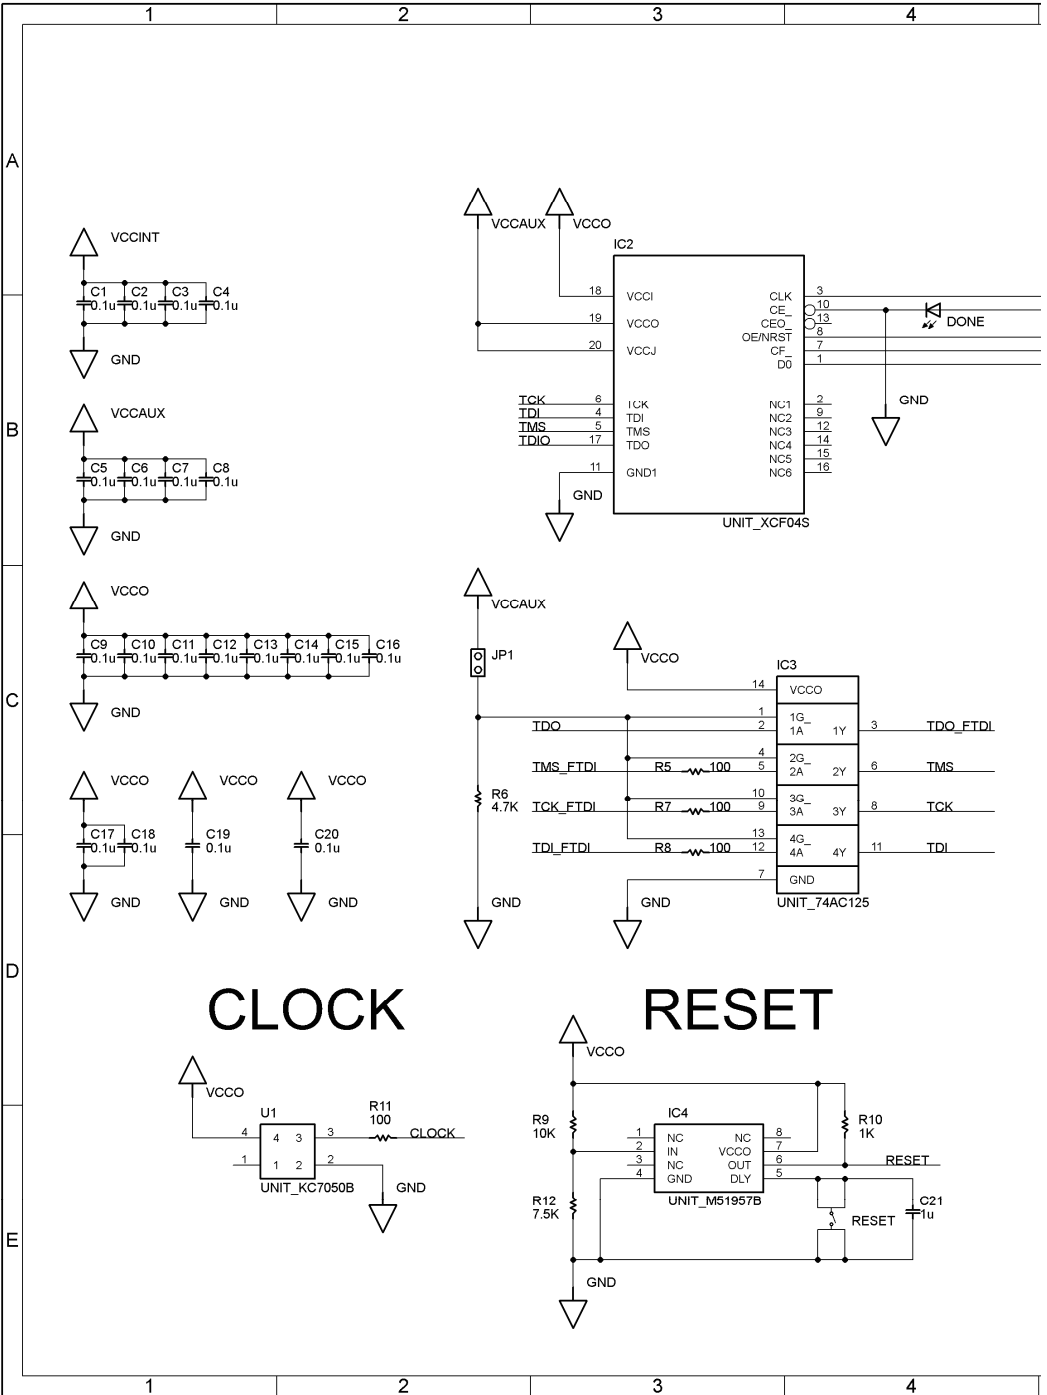 1 2 3 4
A
B
C
D
E
VCCINT
C1 C2 C3 C4
0.1u 0.1u 0.1u 0.1u
GND
VCCAUX
C5 C6 C7 C8
0.1u 0.1u 0.1u 0.1u
GND
VCCO
C9 C10 C11 C12 C13 C14 C15 C16
0.1u 0.1u 0.1u 0.1u 0.1u 0.1u 0.1u 0.1u
GND
VCCO VCCO VCCO
C17 C18 C19 C20
0.1u 0.1u 0.1u 0.1u
GND GND GND
VCCAUX VCCO
IC2
18 VCCI CLK 3
CE_ 10
19 VCCO CEO_ 13
OE/NRST 8
20 VCCJ CF_ 7
D0 1
DONE
GND
TCK 6 TCK NC1 2
TDI 4 TDI NC2 9
TMS 5 TMS NC3 12
TDIO 17 TDO NC4 14
NC5 15
11 GND1 NC6 16
GND
UNIT_XCF04S
VCCAUX
JP1
VCCO
IC3
14 VCCO
1 1G_
TDO 2 1A 1Y 3 TDO_FTDI
4 2G_
TMS_FTDI R5 100 5 2A 2Y 6 TMS
R6
4.7K
10 3G_
TCK_FTDI R7 100 9 3A 3Y 8 TCK
13 4G_
TDI_FTDI R8 100 12 4A 4Y 11 TDI
7 GND
GND GND
UNIT_74AC125
CLOCK
VCCO
U1
R11
100
4 4 3 3 CLOCK
1 1 2 2
UNIT_KC7050B
GND
RESET
VCCO
R9
10K
IC4
R10
1K
1 NC NC 8
2 IN VCCO 7
3 NC OUT 6 RESET
4 GND DLY 5
UNIT_M51957B
R12
7.5K
RESET
C21
1u
GND
1 2 3 4